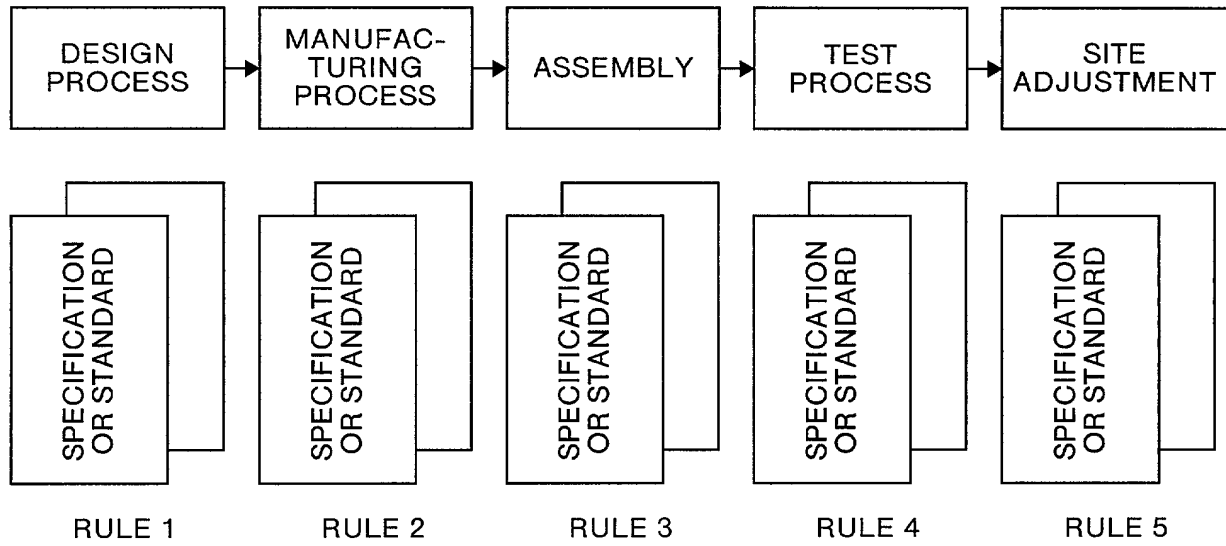 DESIGN
PROCESS
MANUFAC-
TURING
PROCESS
ASSEMBLY
TEST
PROCESS
SITE
ADJUSTMENT
SPECIFICATION
OR STANDARD
SPECIFICATION
OR STANDARD
SPECIFICATION
OR STANDARD
SPECIFICATION
OR STANDARD
SPECIFICATION
OR STANDARD
RULE 1
RULE 2
RULE 3
RULE 4
RULE 5